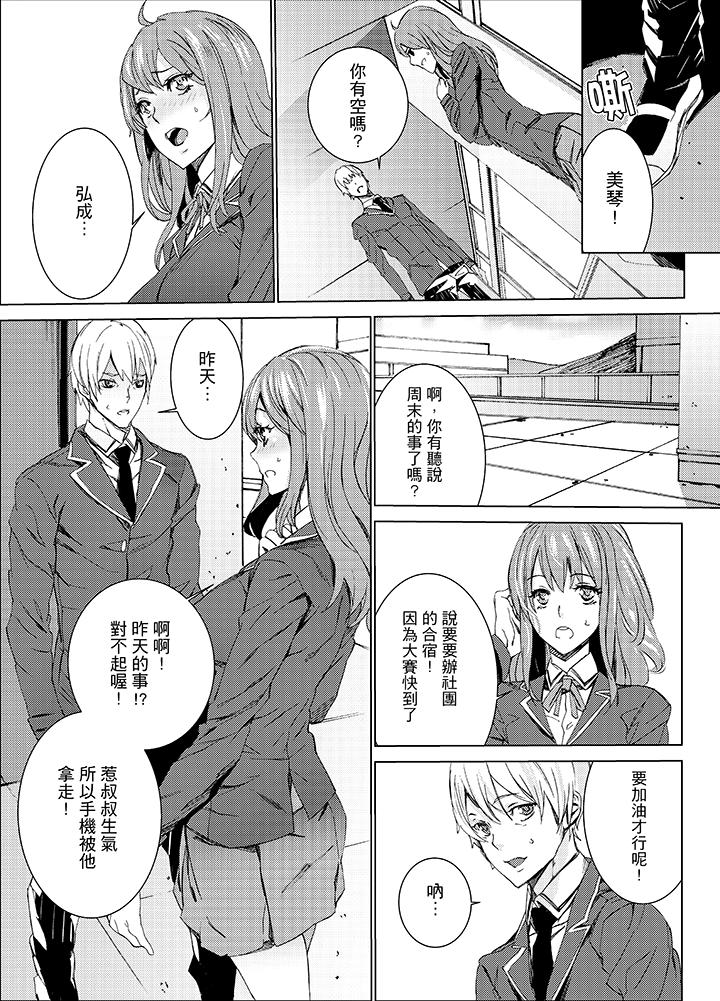 嘶
美琴！
你有空嗎？
弘成…
啊，你有聽說
周末的事了嗎？
說要要辦社團
的合宿！
因為大賽快到了
要加油才行呢！
吶…
昨天…
啊啊！
昨天的事!?
對不起喔！
惹叔叔生氣
所以手機被他
拿走！